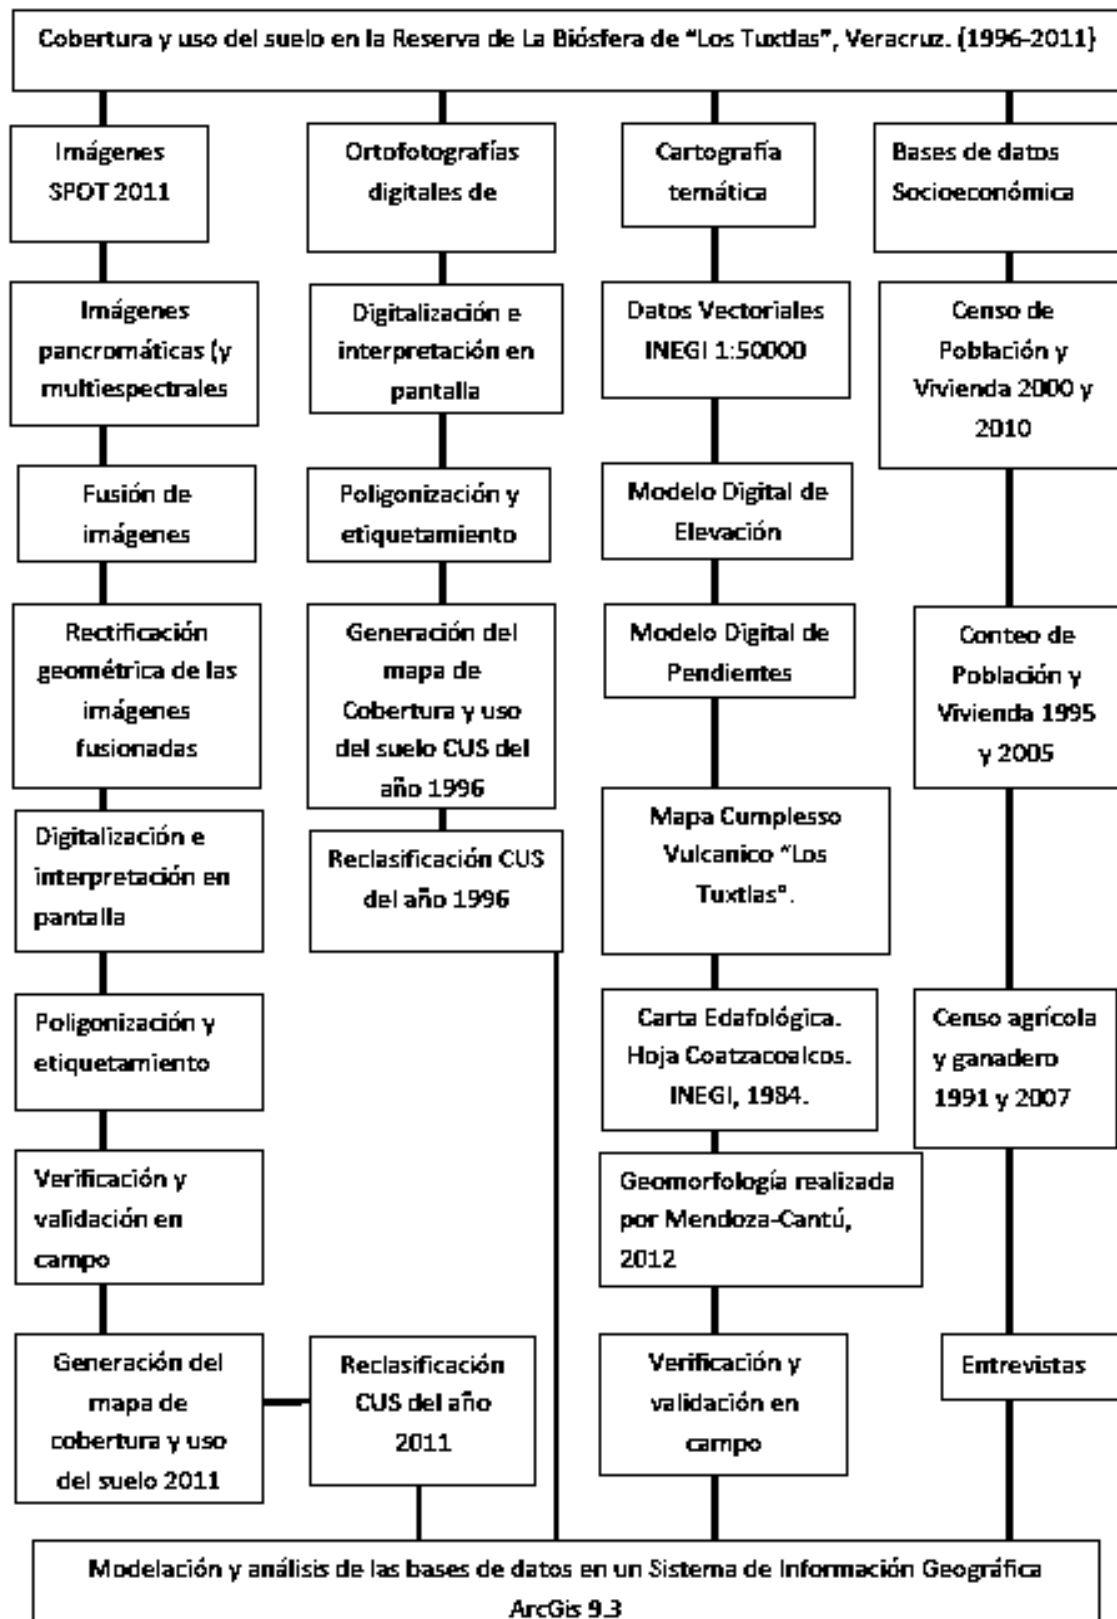 Cobertura y uso del suelo en la Reserva de La Biósfera de “Los Tuxtlas”, Veracruz. (1996-2011)
Imágenes
SPOT 2011
Imágenes
pancromáticas (y
multiespectrales
Fusión de
imágenes
Rectificación
geométrica de las
imágenes
fusionadas
Digitalización e
interpretación en
pantalla
Poligonización y
etiquetamiento
Verificación y
validación en
campo
Generación del
mapa de
cobertura y uso
del suelo 2011
Reclasificación
CUS del año
2011
Ortofotografías
digitales de
Digitalización e
interpretación en
pantalla
Poligonización y
etiquetamiento
Generación del
mapa de
Cobertura y uso
del suelo CUS del
año 1996
Reclasificación CUS
del año 1996
Cartografía
temática
Datos Vectoriales
INEGI 1:50000
Modelo Digital de
Elevación
Modelo Digital de
Pendientes
Mapa Cumplesso
Vulcanico “Los
Tuxtlas”.
Carta Edafológica.
Hoja Coatzacoalcos.
INEGI, 1984.
Geomorfología realizada
por Mendoza-Cantú,
2012
Verificación y
validación en
campo
Bases de datos
Socioeconómica
Censo de
Población y
Vivienda 2000 y
2010
Conteo de
Población y
Vivienda 1995
y 2005
Censo agrícola
y ganadero
1991 y 2007
Entrevistas
Modelación y análisis de las bases de datos en un Sistema de Información Geográfica
ArcGis 9.3